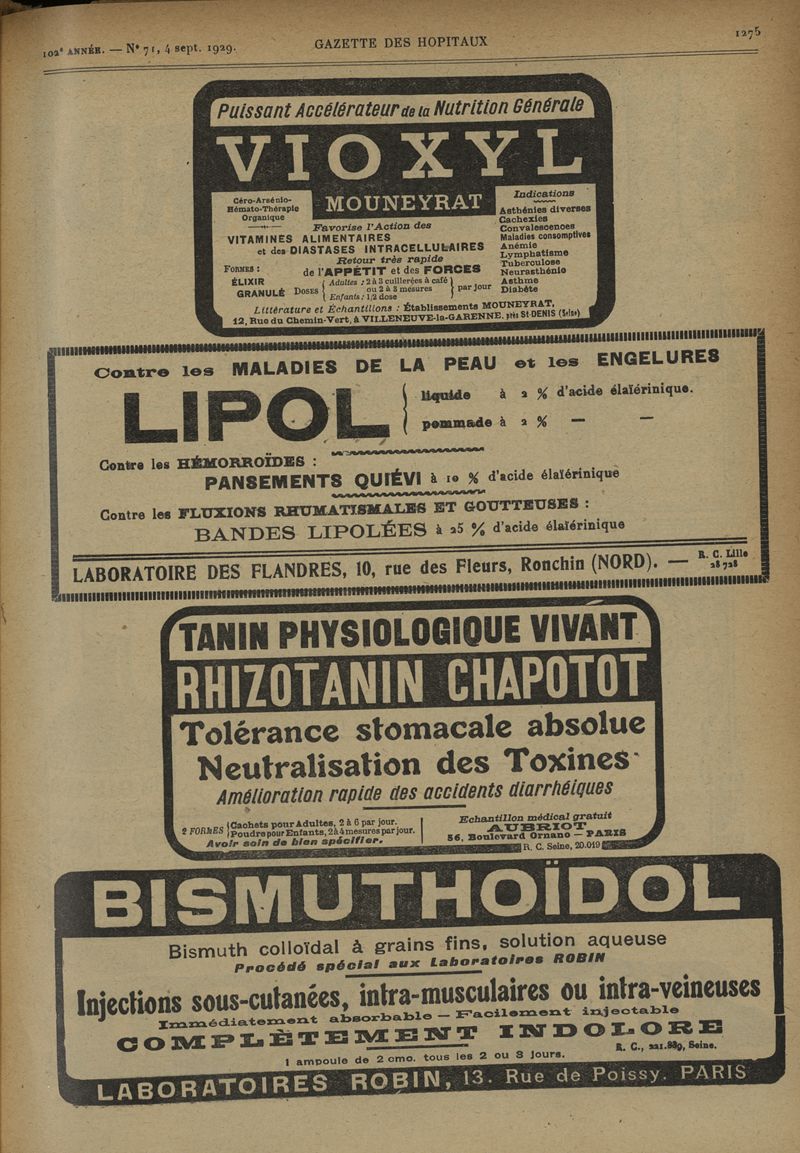 102e ANNÉE. — N° 71, 4 sept. 1929.
GAZETTE DES HOPITAUX
1275
Puissant Accélérateur de la Nutrition Générale
VIOXYL
MOUNEYRAT
Céro-Arsénio-
Hémato-Thérapie
Organique
Favorise l'Action des
VITAMINES ALIMENTAIRES
et des DIASTASES INTRACELLULAIRES
Retour très rapide
de l'APPÉTIT et des FORCES
FORMES :
ÉLIXIR
GRANULÉ
DOSES
Adultes : 2 à 3 cuillerées à café
ou 2 à 3 mesures
Enfants : 1/2 dose
par jour
Indications
Asthénies diverses
Cachexies
Convalescences
Maladies consomptives
Anémie
Lymphatisme
Tuberculose
Neurasthénie
Asthme
Diabète
Littérature et Échantillons : Établissements MOUNEYRAT,
12, Rue du Chemin-Vert, à VILLENEUVE-la-GARENNE, près St-DENIS (Seine)
Contre les MALADIES DE LA PEAU et les ENGELURES
LIPOL
liquide à 2 % d'acide élaïérinique.
pommade à 2 % — —
Contre les HÉMORROÏDES :
PANSEMENTS QUIÉVI à 10 % d'acide élaïérinique
Contre les FLUXIONS RHUMATISMALES ET GOUTTEUSES :
BANDES LIPOLÉES à 25 % d'acide élaïérinique
LABORATOIRE DES FLANDRES, 10, rue des Fleurs, Ronchin (NORD). — R. C. Lille
28 728
TANIN PHYSIOLOGIQUE VIVANT
RHIZOTANIN CHAPOTOT
Tolérance stomacale absolue
Neutralisation des Toxines
Amélioration rapide des accidents diarrhéiques
2 FORMES
Cachets pour Adultes, 2 à 6 par jour.
Poudre pour Enfants, 2 à 4 mesures par jour.
Avoir soin de bien spécifier.
Echantillon médical gratuit
AUBRIOT
56, Boulevard Ornano — PARIS
R. C. Seine, 20.019
BISMUTHOÏDOL
Bismuth colloïdal à grains fins, solution aqueuse
Procédé spécial aux Laboratoires ROBIN
Injections sous-cutanées, intra-musculaires ou intra-veineuses
Immédiatement absorbable — Facilement injectable
COMPLÈTEMENT INDOLORE
1 ampoule de 2 cmc. tous les 2 ou 3 jours.
R. C., 221.839, Seine.
LABORATOIRES ROBIN, 13. Rue de Poissy. PARIS